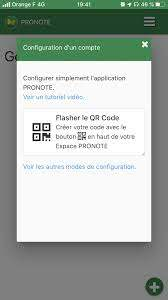 Orange F 4G
19:41
81 %
PRONOTE
Configuration d'un compte
Configurer simplement l'application
PRONOTE.
Voir un tutoriel vidéo.
Flasher le QR Code
Créer votre code avec le
bouton en haut de votre
Espace PRONOTE
Voir les autres modes de configuration.